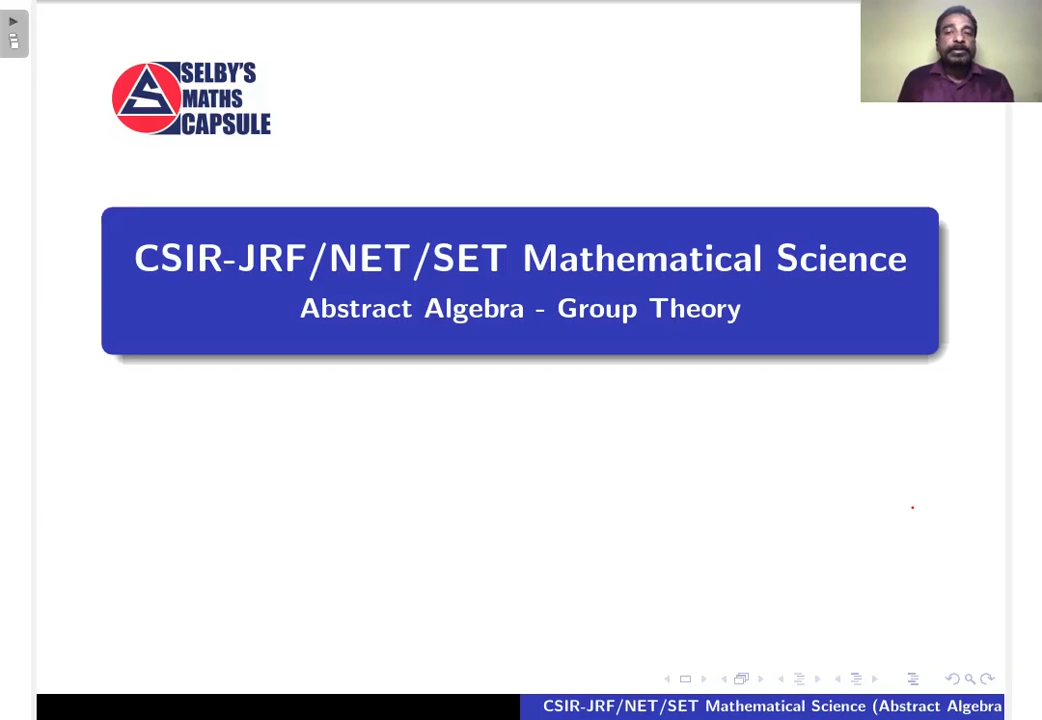 SELBY'S
MATHS
CAPSULE
CSIR-JRF/NET/SET Mathematical Science
Abstract Algebra - Group Theory
CSIR-JRF/NET/SET Mathematical Science (Abstract Algebra